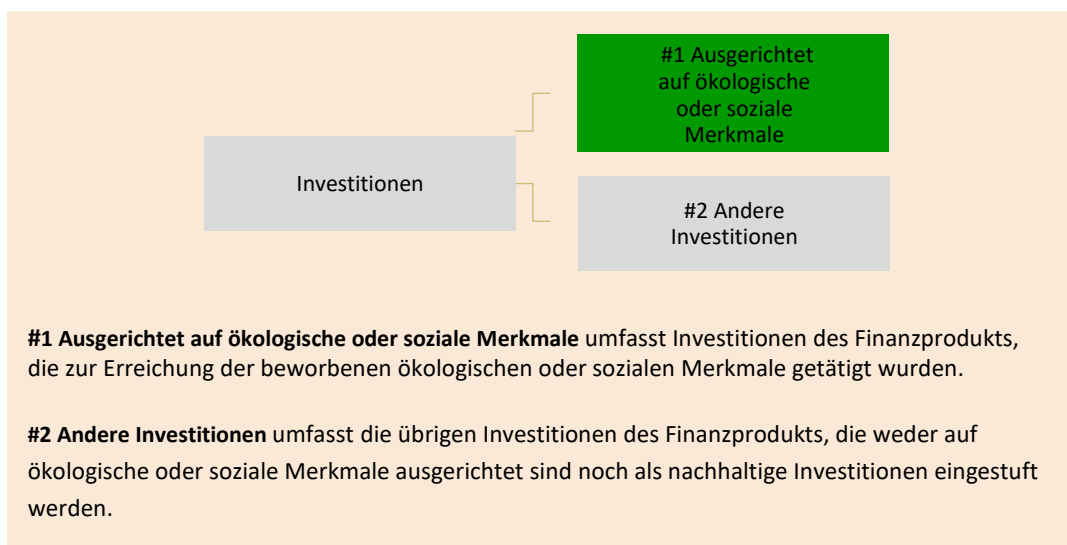 #1 Ausgerichtet
auf ökologische
oder soziale
Merkmale
Investitionen
#2 Andere
Investitionen
#1 Ausgerichtet auf ökologische oder soziale Merkmale umfasst Investitionen des Finanzprodukts,
die zur Erreichung der beworbenen ökologischen oder sozialen Merkmale getätigt wurden.
#2 Andere Investitionen umfasst die übrigen Investitionen des Finanzprodukts, die weder auf
ökologische oder soziale Merkmale ausgerichtet sind noch als nachhaltige Investitionen eingestuft
werden.